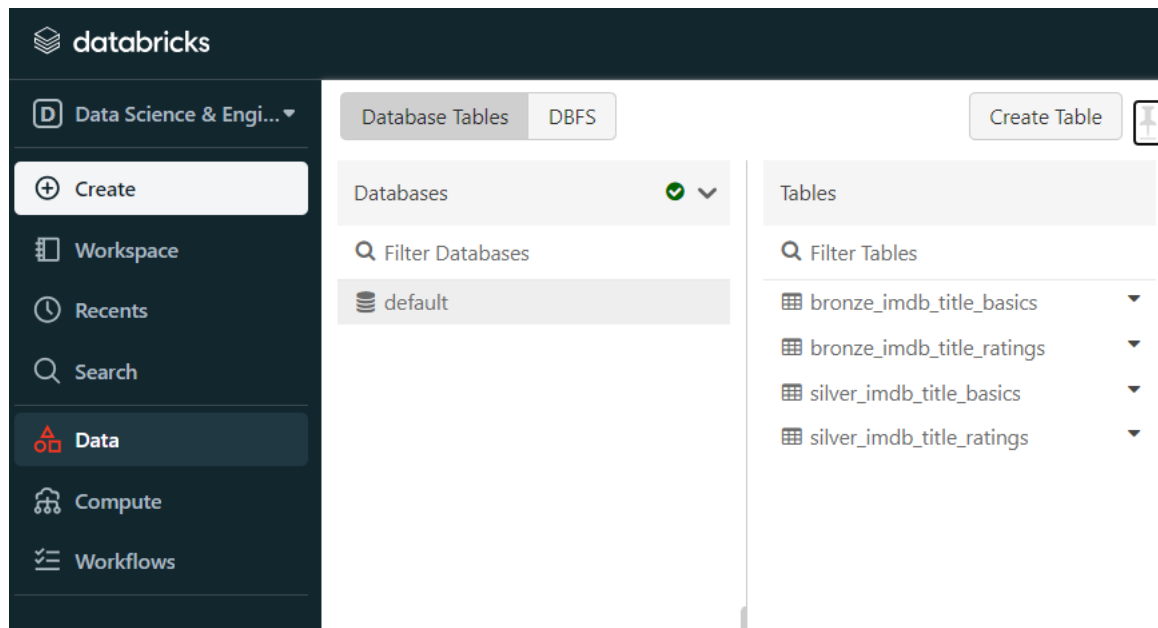 databricks
D Data Science & Engi...
Create
Workspace
Recents
Search
Data
Compute
Workflows
Database Tables
DBFS
Create Table
Databases
Filter Databases
default
Tables
Filter Tables
bronze_imdb_title_basics
bronze_imdb_title_ratings
silver_imdb_title_basics
silver_imdb_title_ratings